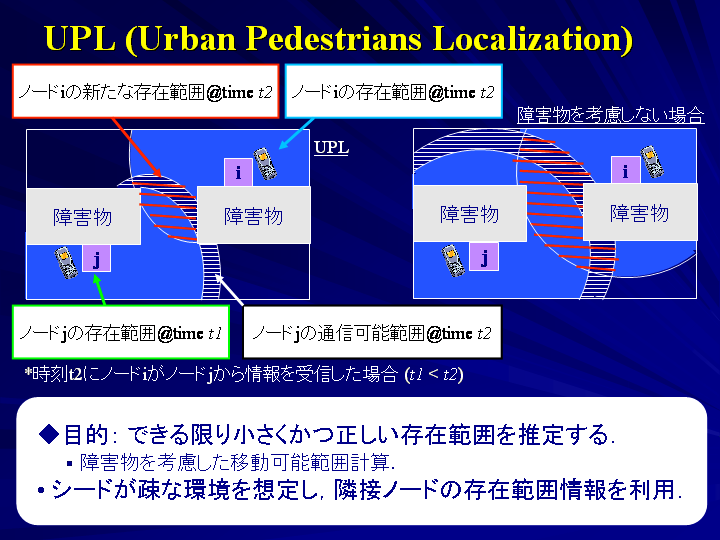 UPL (Urban Pedestrians Localization)
ノードiの新たな存在範囲@time t2
ノードiの存在範囲@time t2
障害物を考慮しない場合
UPL
i
障害物
障害物
j
i
障害物
障害物
j
ノードjの存在範囲@time t1
ノードjの通信可能範囲@time t2
*時刻t2にノードiがノードjから情報を受信した場合 (t1 < t2)
◆目的： できる限り小さくかつ正しい存在範囲を推定する．
▪ 障害物を考慮した移動可能範囲計算．
• シードが疎な環境を想定し，隣接ノードの存在範囲情報を利用．